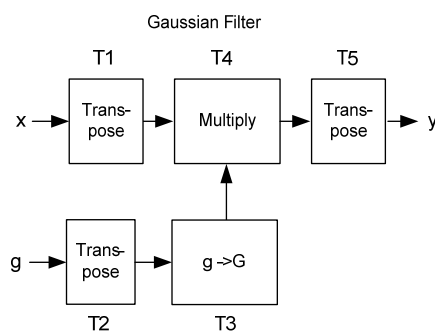 Gaussian Filter
T1
T4
T5
x
Trans-
pose
Multiply
Trans-
pose
y
g
Trans-
pose
g ->G
T2
T3